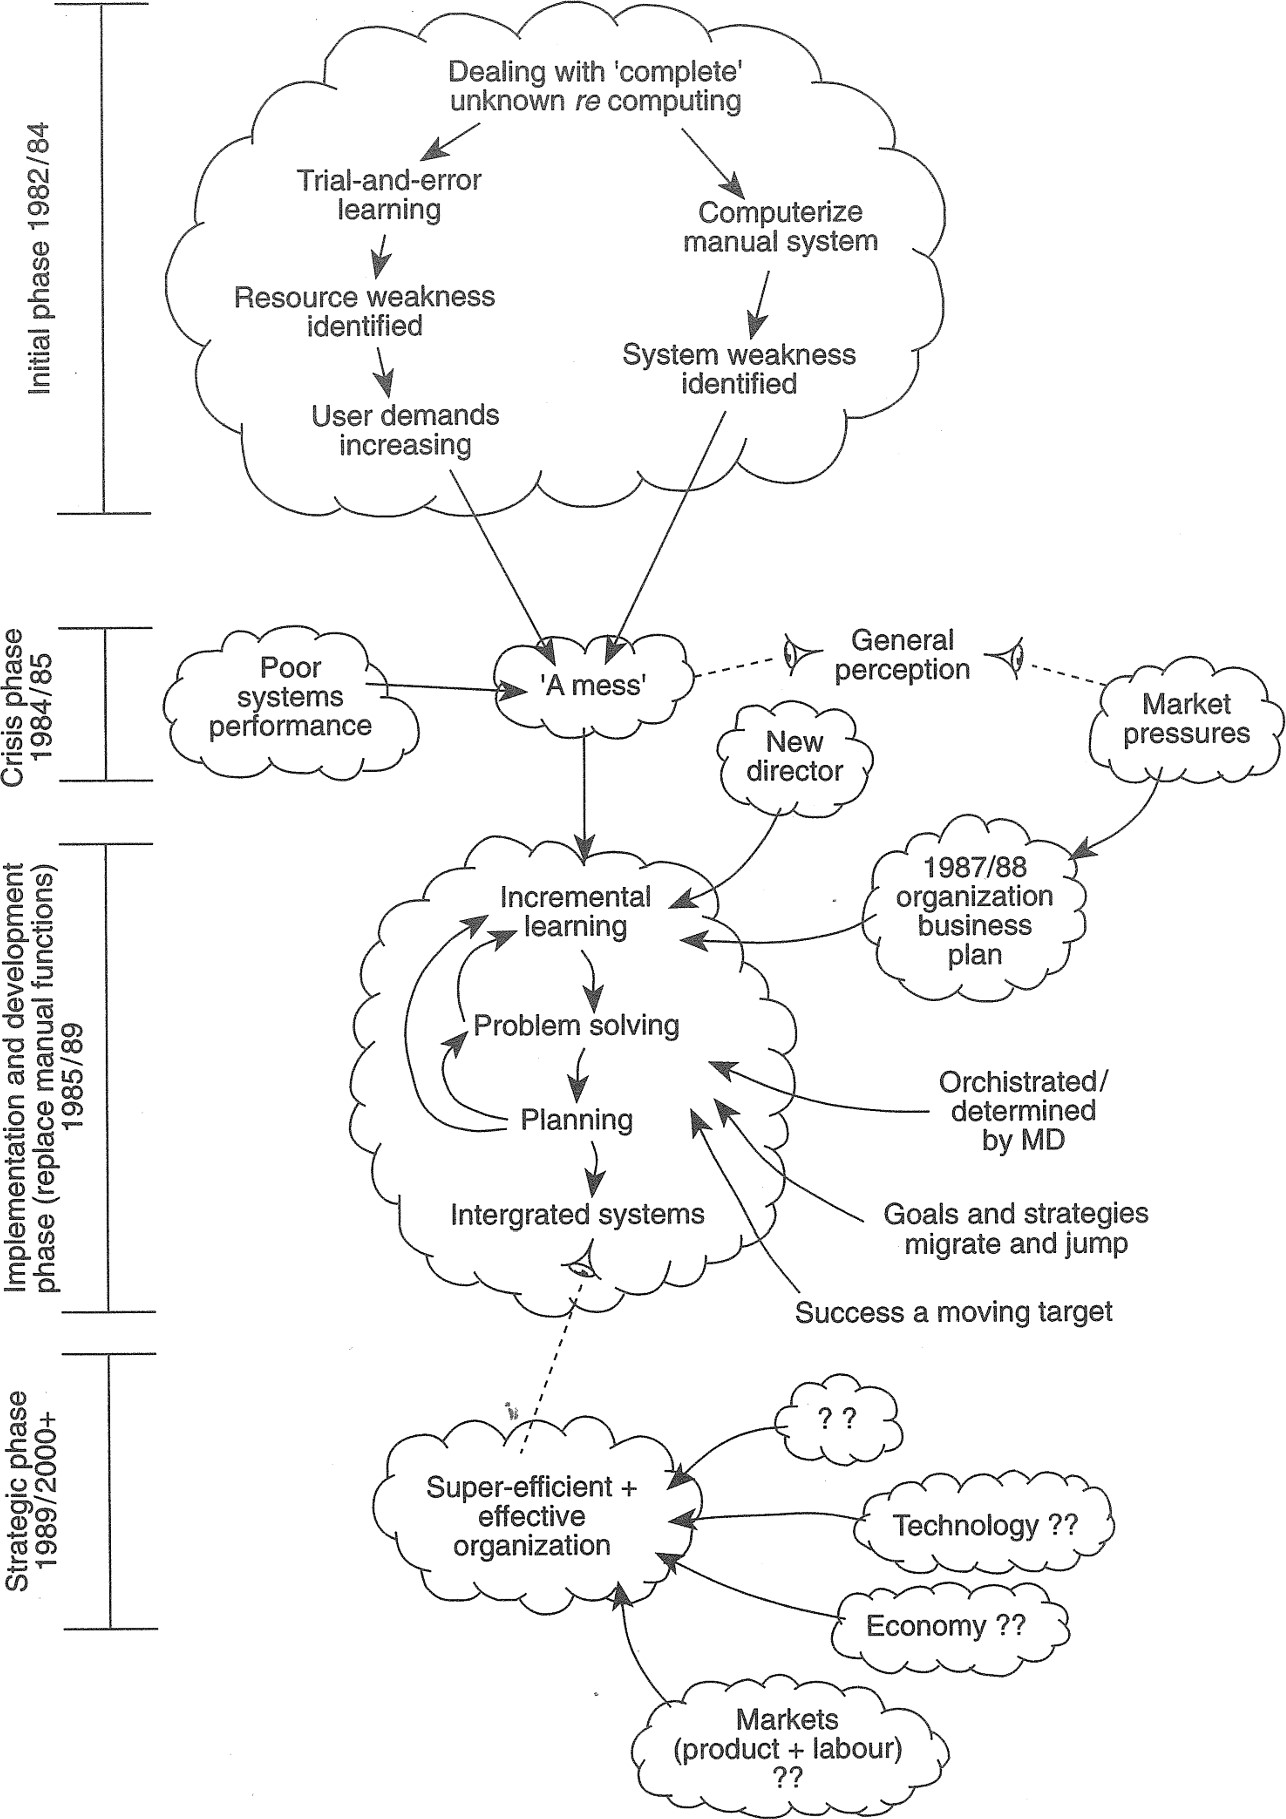 Initial phase 1982/84
Dealing with 'complete'
unknown re computing
Trial-and-error
learning
Computerize
manual system
Resource weakness
identified
System weakness
identified
User demands
increasing
Crisis phase
1984/85
Poor
systems
performance
'A mess'
General
perception
Market
pressures
New
director
Implementation and development
phase (replace manual functions)
1985/89
1987/88
organization
business
plan
Incremental
learning
Problem solving
Planning
Intergrated systems
Orchistrated/
determined
by MD
Goals and strategies
migrate and jump
Success a moving target
Strategic phase
1989/2000+
Super-efficient +
effective
organization
? ?
Technology ??
Economy ??
Markets
(product + labour)
??